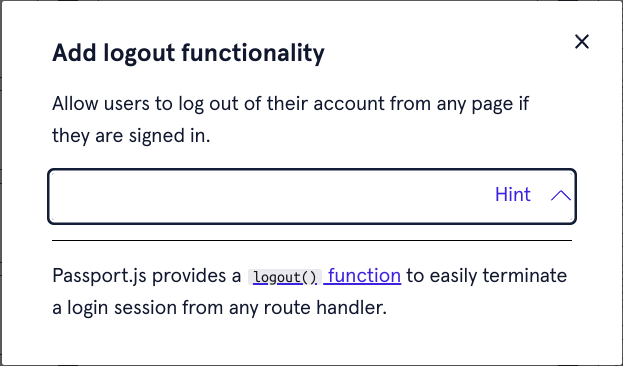 Add logout functionality
Allow users to log out of their account from any page if
they are signed in.
Hint
Passport.js provides a logout() function to easily terminate
a login session from any route handler.